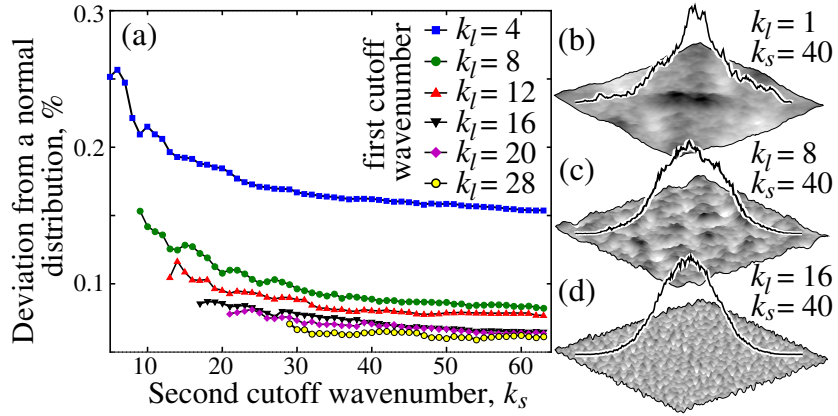 (a)
0.3
0.2
0.1
Deviation from a normal
distribution, %
10
20
30
40
50
60
Second cutoff wavenumber, k_s
first cutoff
wavenumber
k_l = 4
k_l = 8
k_l = 12
k_l = 16
k_l = 20
k_l = 28
(b)
k_l = 1
k_s = 40
(c)
k_l = 8
k_s = 40
(d)
k_l = 16
k_s = 40